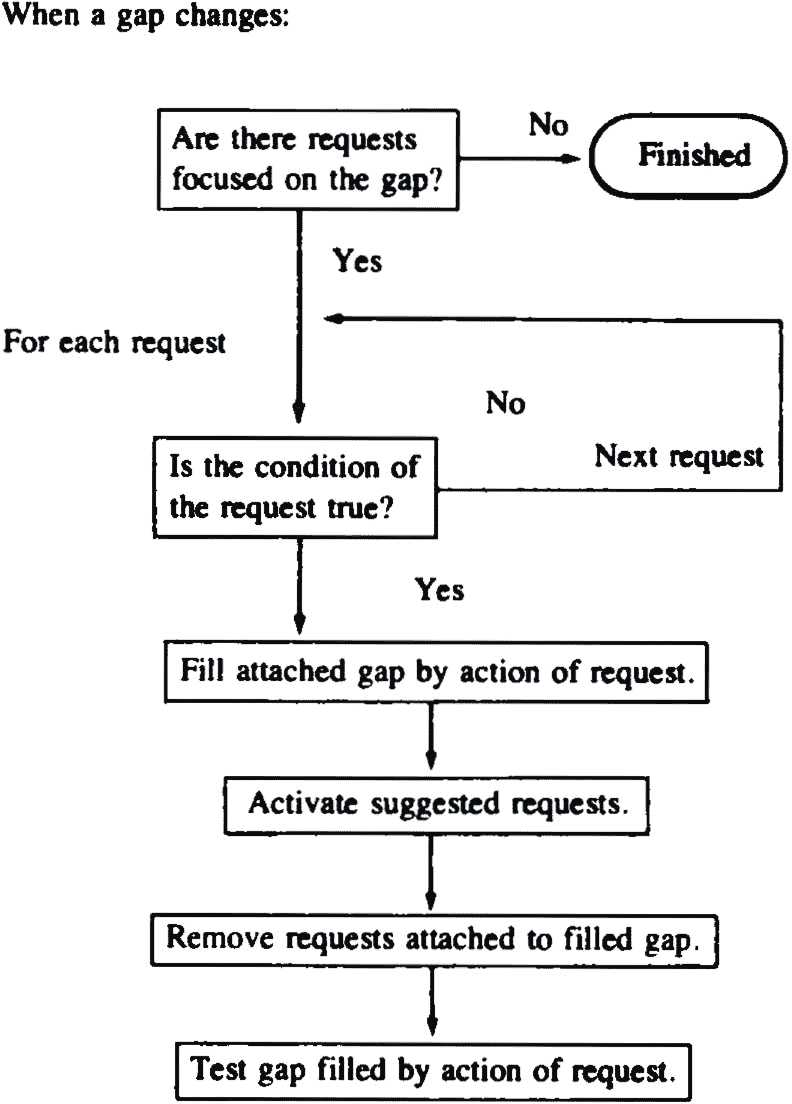 When a gap changes:
Are there requests
focused on the gap?
No
Finished
Yes
For each request
No
Next request
Is the condition of
the request true?
Yes
Fill attached gap by action of request.
Activate suggested requests.
Remove requests attached to filled gap.
Test gap filled by action of request.